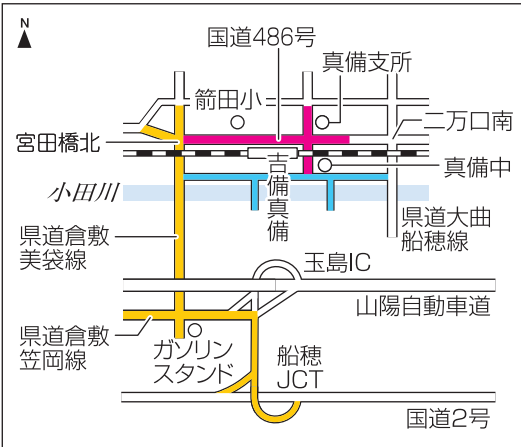 N
国道486号
真備支所
箭田小
二万口南
宮田橋北
吉備真備
真備中
小田川
県道大曲
船穂線
県道倉敷
美袋線
玉島IC
山陽自動車道
県道倉敷
笠岡線
ガソリン
スタンド
船穂
JCT
国道2号